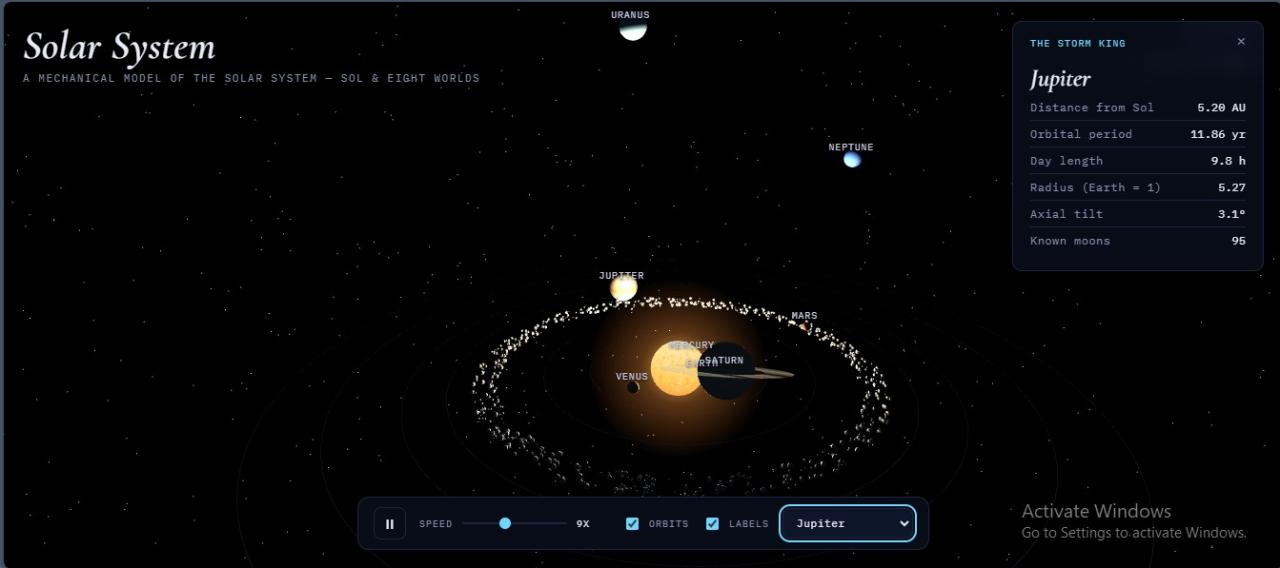 URANUS
Solar System
A MECHANICAL MODEL OF THE SOLAR SYSTEM — SOL & EIGHT WORLDS
THE STORM KING ×
Jupiter
Distance from Sol 5.20 AU
Orbital period 11.86 yr
Day length 9.8 h
Radius (Earth = 1) 5.27
Axial tilt 3.1°
Known moons 95
NEPTUNE
JUPITER
MARS
MERCURY
EARTH
SATURN
VENUS
SPEED 9X ORBITS LABELS Jupiter
Activate Windows
Go to Settings to activate Windows.